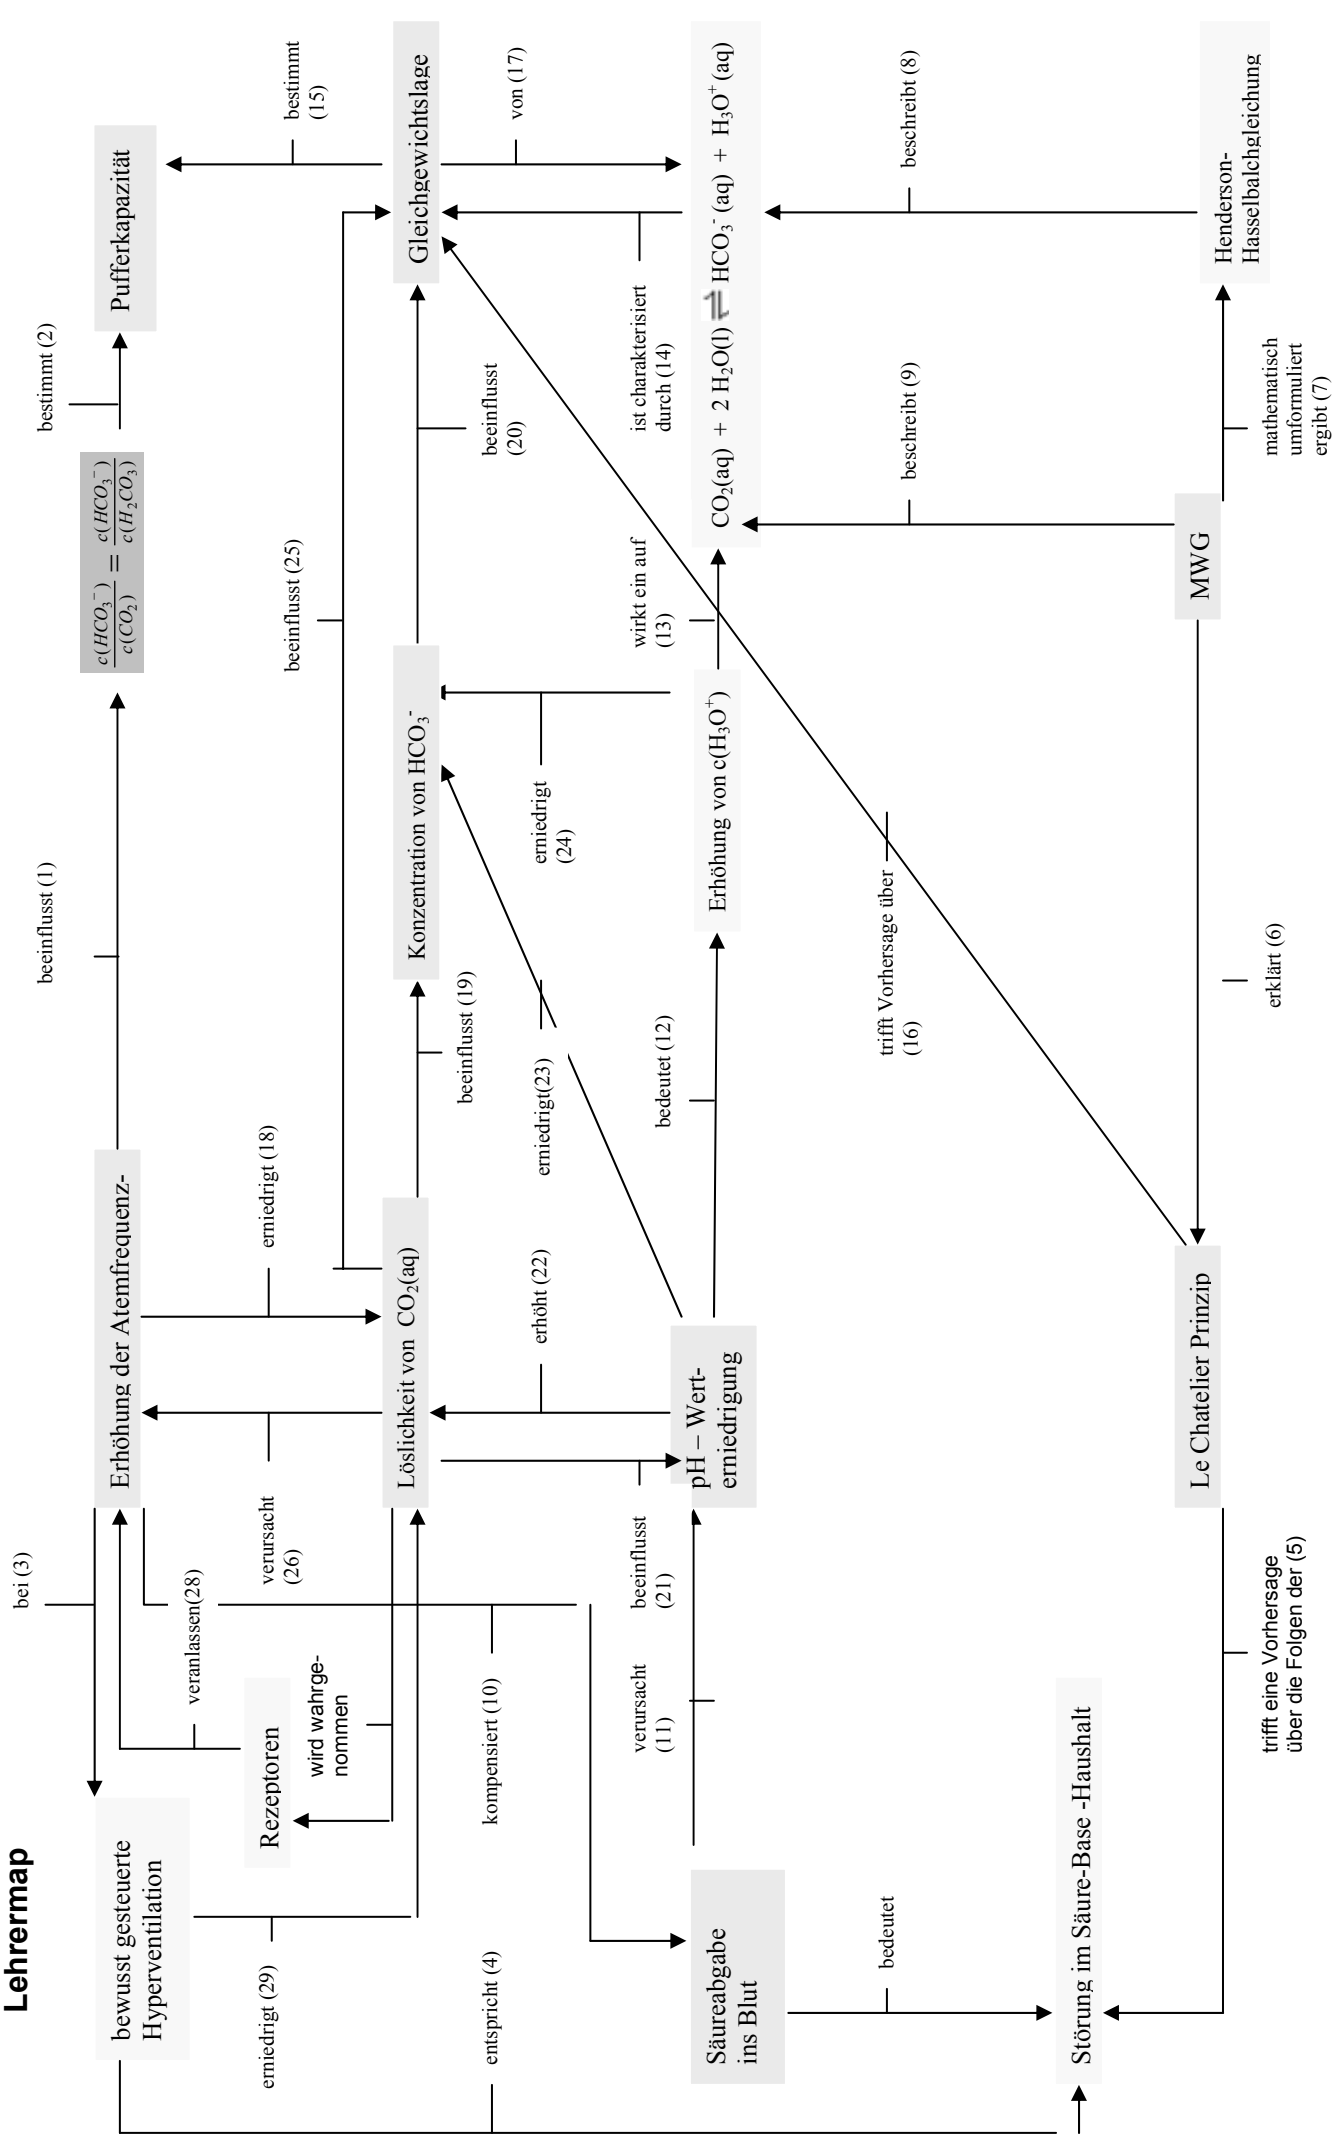 Lehrermap
bei (3)
beeinflusst (1)
bestimmt (2)
bewusst gesteuerte
Hyperventilation
Erhöhung der Atemfrequenz-
c(HCO₃⁻)/c(CO₂) = c(HCO₃⁻)/c(H₂CO₃)
Pufferkapazität
veranlassen(28)
Rezeptoren
wird wahrge-
nommen
erniedrigt (29)
verursacht
(26)
erniedrigt (18)
beeinflusst (25)
bestimmt
(15)
Löslichkeit von CO₂(aq)
beeinflusst (19)
Konzentration von HCO₃⁻
beeinflusst
(20)
Gleichgewichtslage
entspricht (4)
kompensiert (10)
erhöht (22)
erniedrigt(23)
erniedrigt
(24)
von (17)
verursacht
(11)
beeinflusst
(21)
bedeutet (12)
wirkt ein auf
(13)
ist charakterisiert
durch (14)
Säureabgabe
ins Blut
pH – Wert-
erniedrigung
Erhöhung von c(H₃O⁺)
CO₂(aq) + 2 H₂O(l) ⇌ HCO₃⁻ (aq) + H₃O⁺ (aq)
bedeutet
trifft Vorhersage über
(16)
beschreibt (9)
beschreibt (8)
Störung im Säure-Base -Haushalt
Le Chatelier Prinzip
MWG
Henderson-
Hasselbalchgleichung
trifft eine Vorhersage
über die Folgen der (5)
erklärt (6)
mathematisch
umformuliert
ergibt (7)